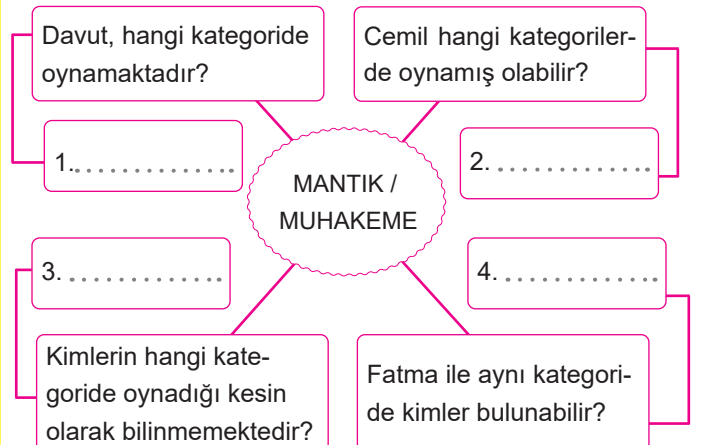 Davut, hangi kategoride
oynamaktadır?
Cemil hangi kategoriler-
de oynamış olabilir?
1..............
2. .............
MANTIK /
MUHAKEME
3. .............
4. .............
Kimlerin hangi kate-
goride oynadığı kesin
olarak bilinmemektedir?
Fatma ile aynı kategori-
de kimler bulunabilir?